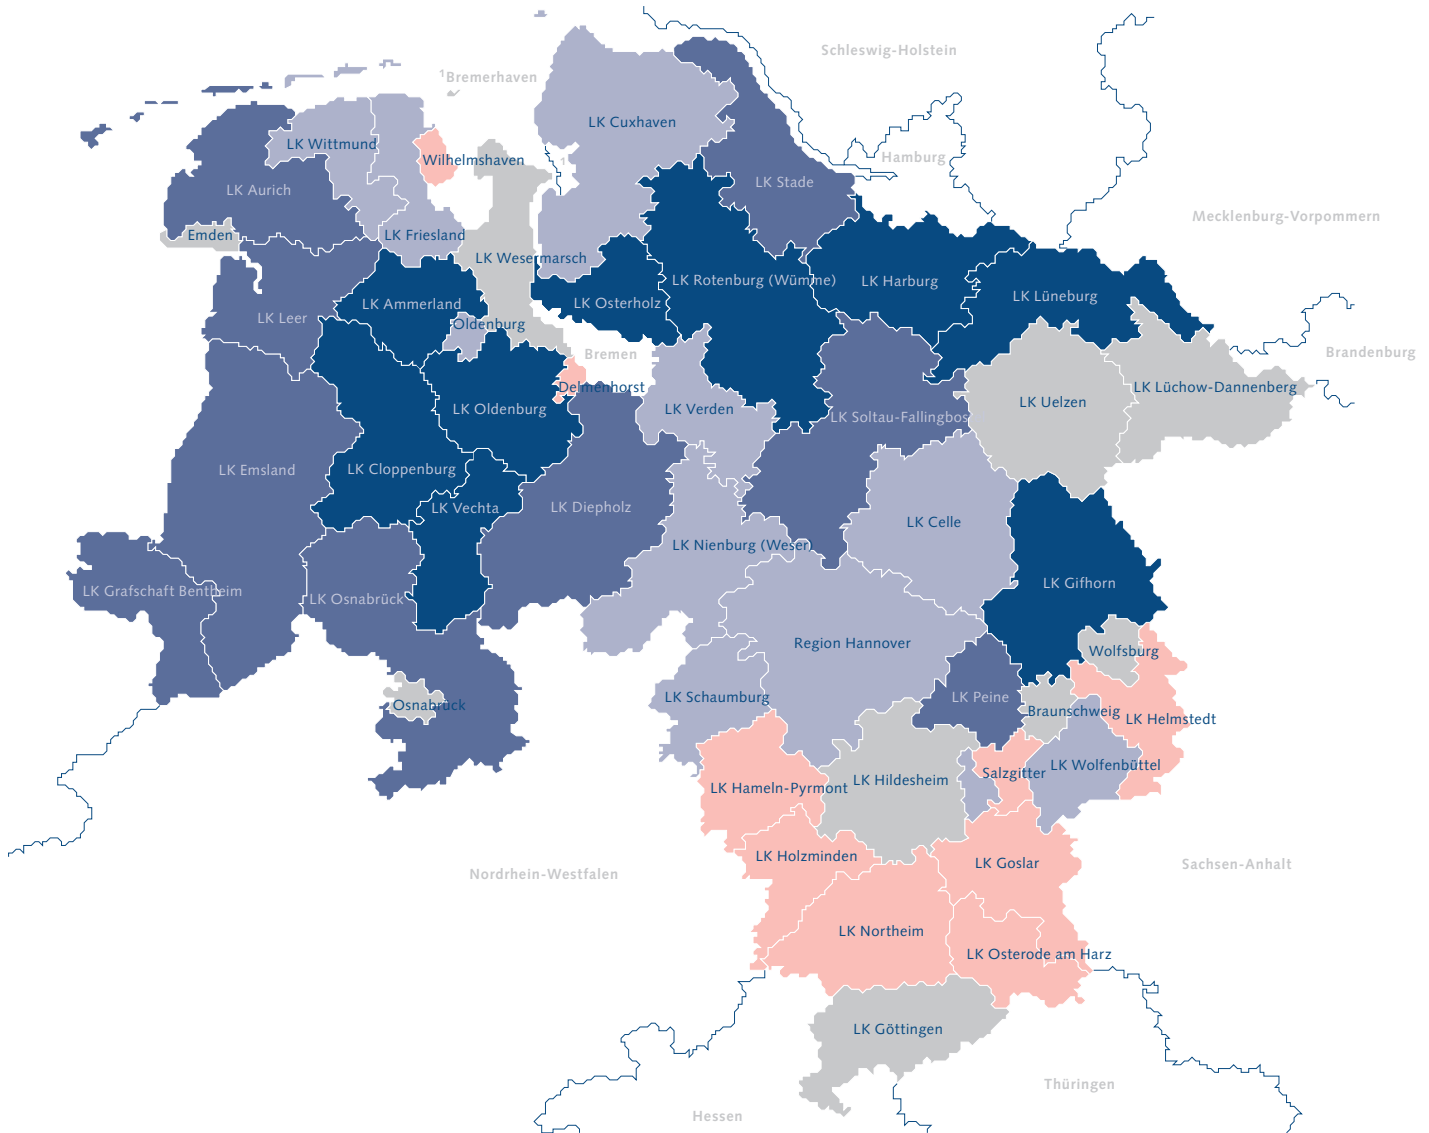 Schleswig-Holstein
¹Bremerhaven
LK Cuxhaven
LK Wittmund
Wilhelmshaven
1
Hamburg
LK Stade
LK Aurich
Mecklenburg-Vorpommern
Emden
LK Friesland
LK Wesermarsch
LK Rotenburg (Wümme)
LK Harburg
LK Lüneburg
LK Ammerland
LK Osterholz
LK Leer
Oldenburg
Bremen
Brandenburg
Delmenhorst
LK Lüchow-Dannenberg
LK Uelzen
LK Oldenburg
LK Verden
LK Soltau-Fallingbos
LK Emsland
LK Cloppenburg
LK Vechta
LK Diepholz
LK Celle
LK Nienburg (Weser)
LK Gifhorn
LK Grafschaft Bentheim
LK Osnabrück
Region Hannover
Wolfsburg
LK Schaumburg
LK Peine
Osnabrück
Braunschweig
LK Helmstedt
LK Wolfenbüttel
Salzgitter
LK Hildesheim
LK Hameln-Pyrmont
LK Holzminden
LK Goslar
Sachsen-Anhalt
Nordrhein-Westfalen
LK Northeim
LK Osterode am Harz
LK Göttingen
Thüringen
Hessen